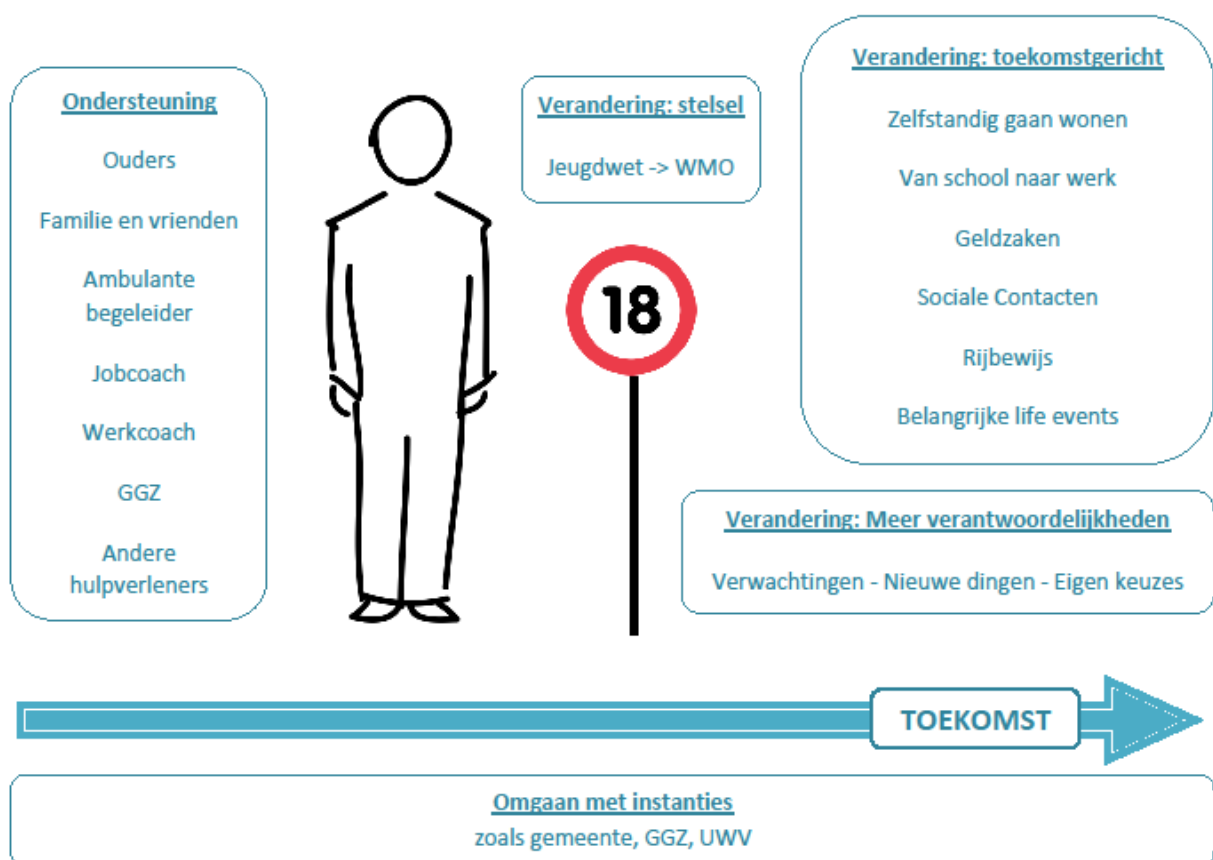 Ondersteuning
Ouders
Familie en vrienden
Ambulante
begeleider
Jobcoach
Werkcoach
GGZ
Andere
hulpverleners
Verandering: stelsel
Jeugdwet -> WMO
18
Verandering: toekomstgericht
Zelfstandig gaan wonen
Van school naar werk
Geldzaken
Sociale Contacten
Rijbewijs
Belangrijke life events
Verandering: Meer verantwoordelijkheden
Verwachtingen - Nieuwe dingen - Eigen keuzes
TOEKOMST
Omgaan met instanties
zoals gemeente, GGZ, UWV